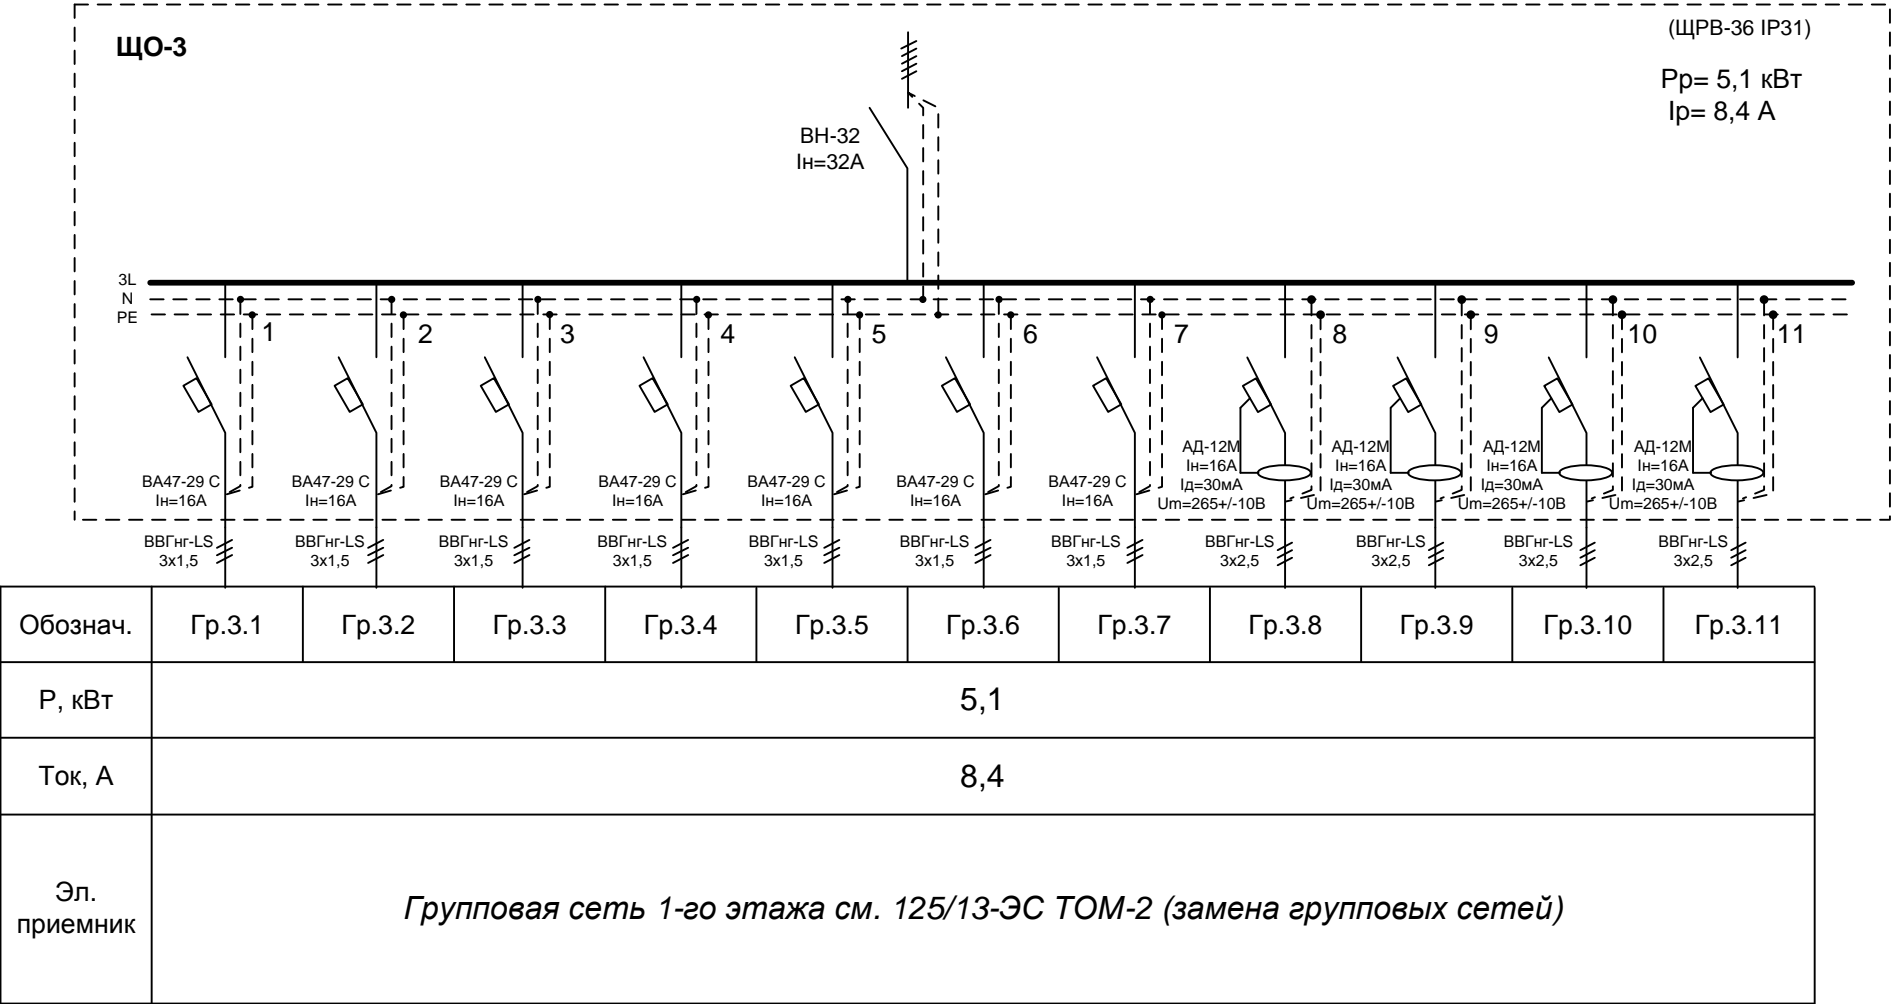 ЩО-3
(ЩРВ-36 IP31)
Рр= 5,1 кВт
Iр= 8,4 А
ВН-32
Iн=32А
3L
N
PE
1
2
3
4
5
6
7
8
9
10
11
ВА47-29 С
Iн=16А
ВА47-29 С
Iн=16А
ВА47-29 С
Iн=16А
ВА47-29 С
Iн=16А
ВА47-29 С
Iн=16А
ВА47-29 С
Iн=16А
ВА47-29 С
Iн=16А
АД-12М
Iн=16А
Iд=30мА
Um=265+/-10В
АД-12М
Iн=16А
Iд=30мА
Um=265+/-10В
АД-12М
Iн=16А
Iд=30мА
Um=265+/-10В
АД-12М
Iн=16А
Iд=30мА
Um=265+/-10В
ВВГнг-LS
3х1,5
ВВГнг-LS
3х1,5
ВВГнг-LS
3х1,5
ВВГнг-LS
3х1,5
ВВГнг-LS
3х1,5
ВВГнг-LS
3х1,5
ВВГнг-LS
3х1,5
ВВГнг-LS
3х2,5
ВВГнг-LS
3х2,5
ВВГнг-LS
3х2,5
ВВГнг-LS
3х2,5
Обознач. Гр.3.1 Гр.3.2 Гр.3.3 Гр.3.4 Гр.3.5 Гр.3.6 Гр.3.7 Гр.3.8 Гр.3.9 Гр.3.10 Гр.3.11
Р, кВт 5,1
Ток, А 8,4
Эл.
приемник
Групповая сеть 1-го этажа см. 125/13-ЭС ТОМ-2 (замена групповых сетей)